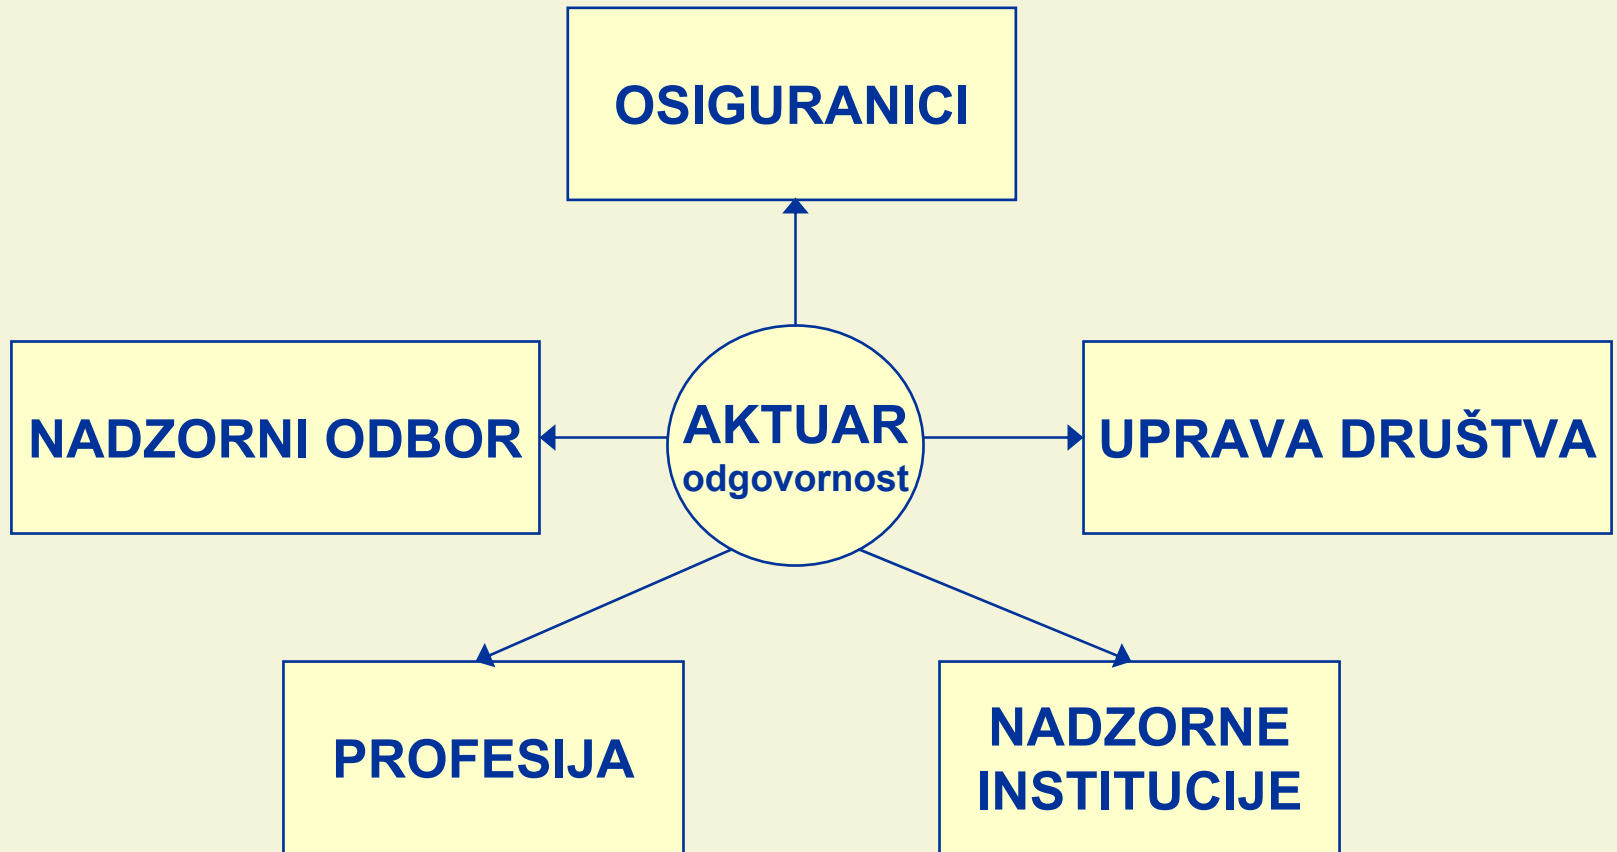 OSIGURANICI
NADZORNI ODBOR
AKTUAR
odgovornost
UPRAVA DRUŠTVA
PROFESIJA
NADZORNE
INSTITUCIJE